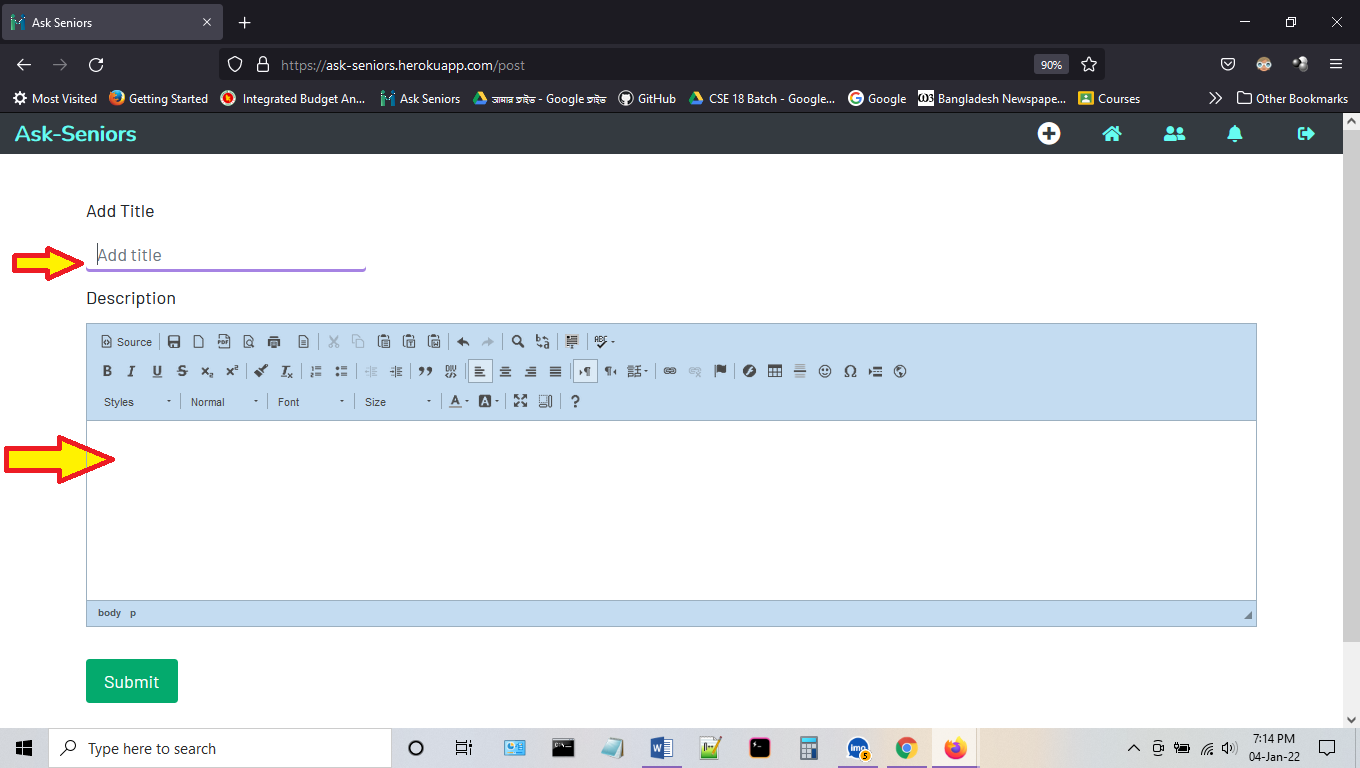 Ask Seniors
https://ask-seniors.herokuapp.com/post
90%
Most Visited Getting Started Integrated Budget An... Ask Seniors আমার ড্রাইভ - Google ড্রাইভ GitHub CSE 18 Batch - Google... Google Bangladesh Newspape... Courses Other Bookmarks
Ask-Seniors
Add Title
Add title
Description
Source
Styles Normal Font Size
body p
Submit
Type here to search
7:14 PM
04-Jan-22